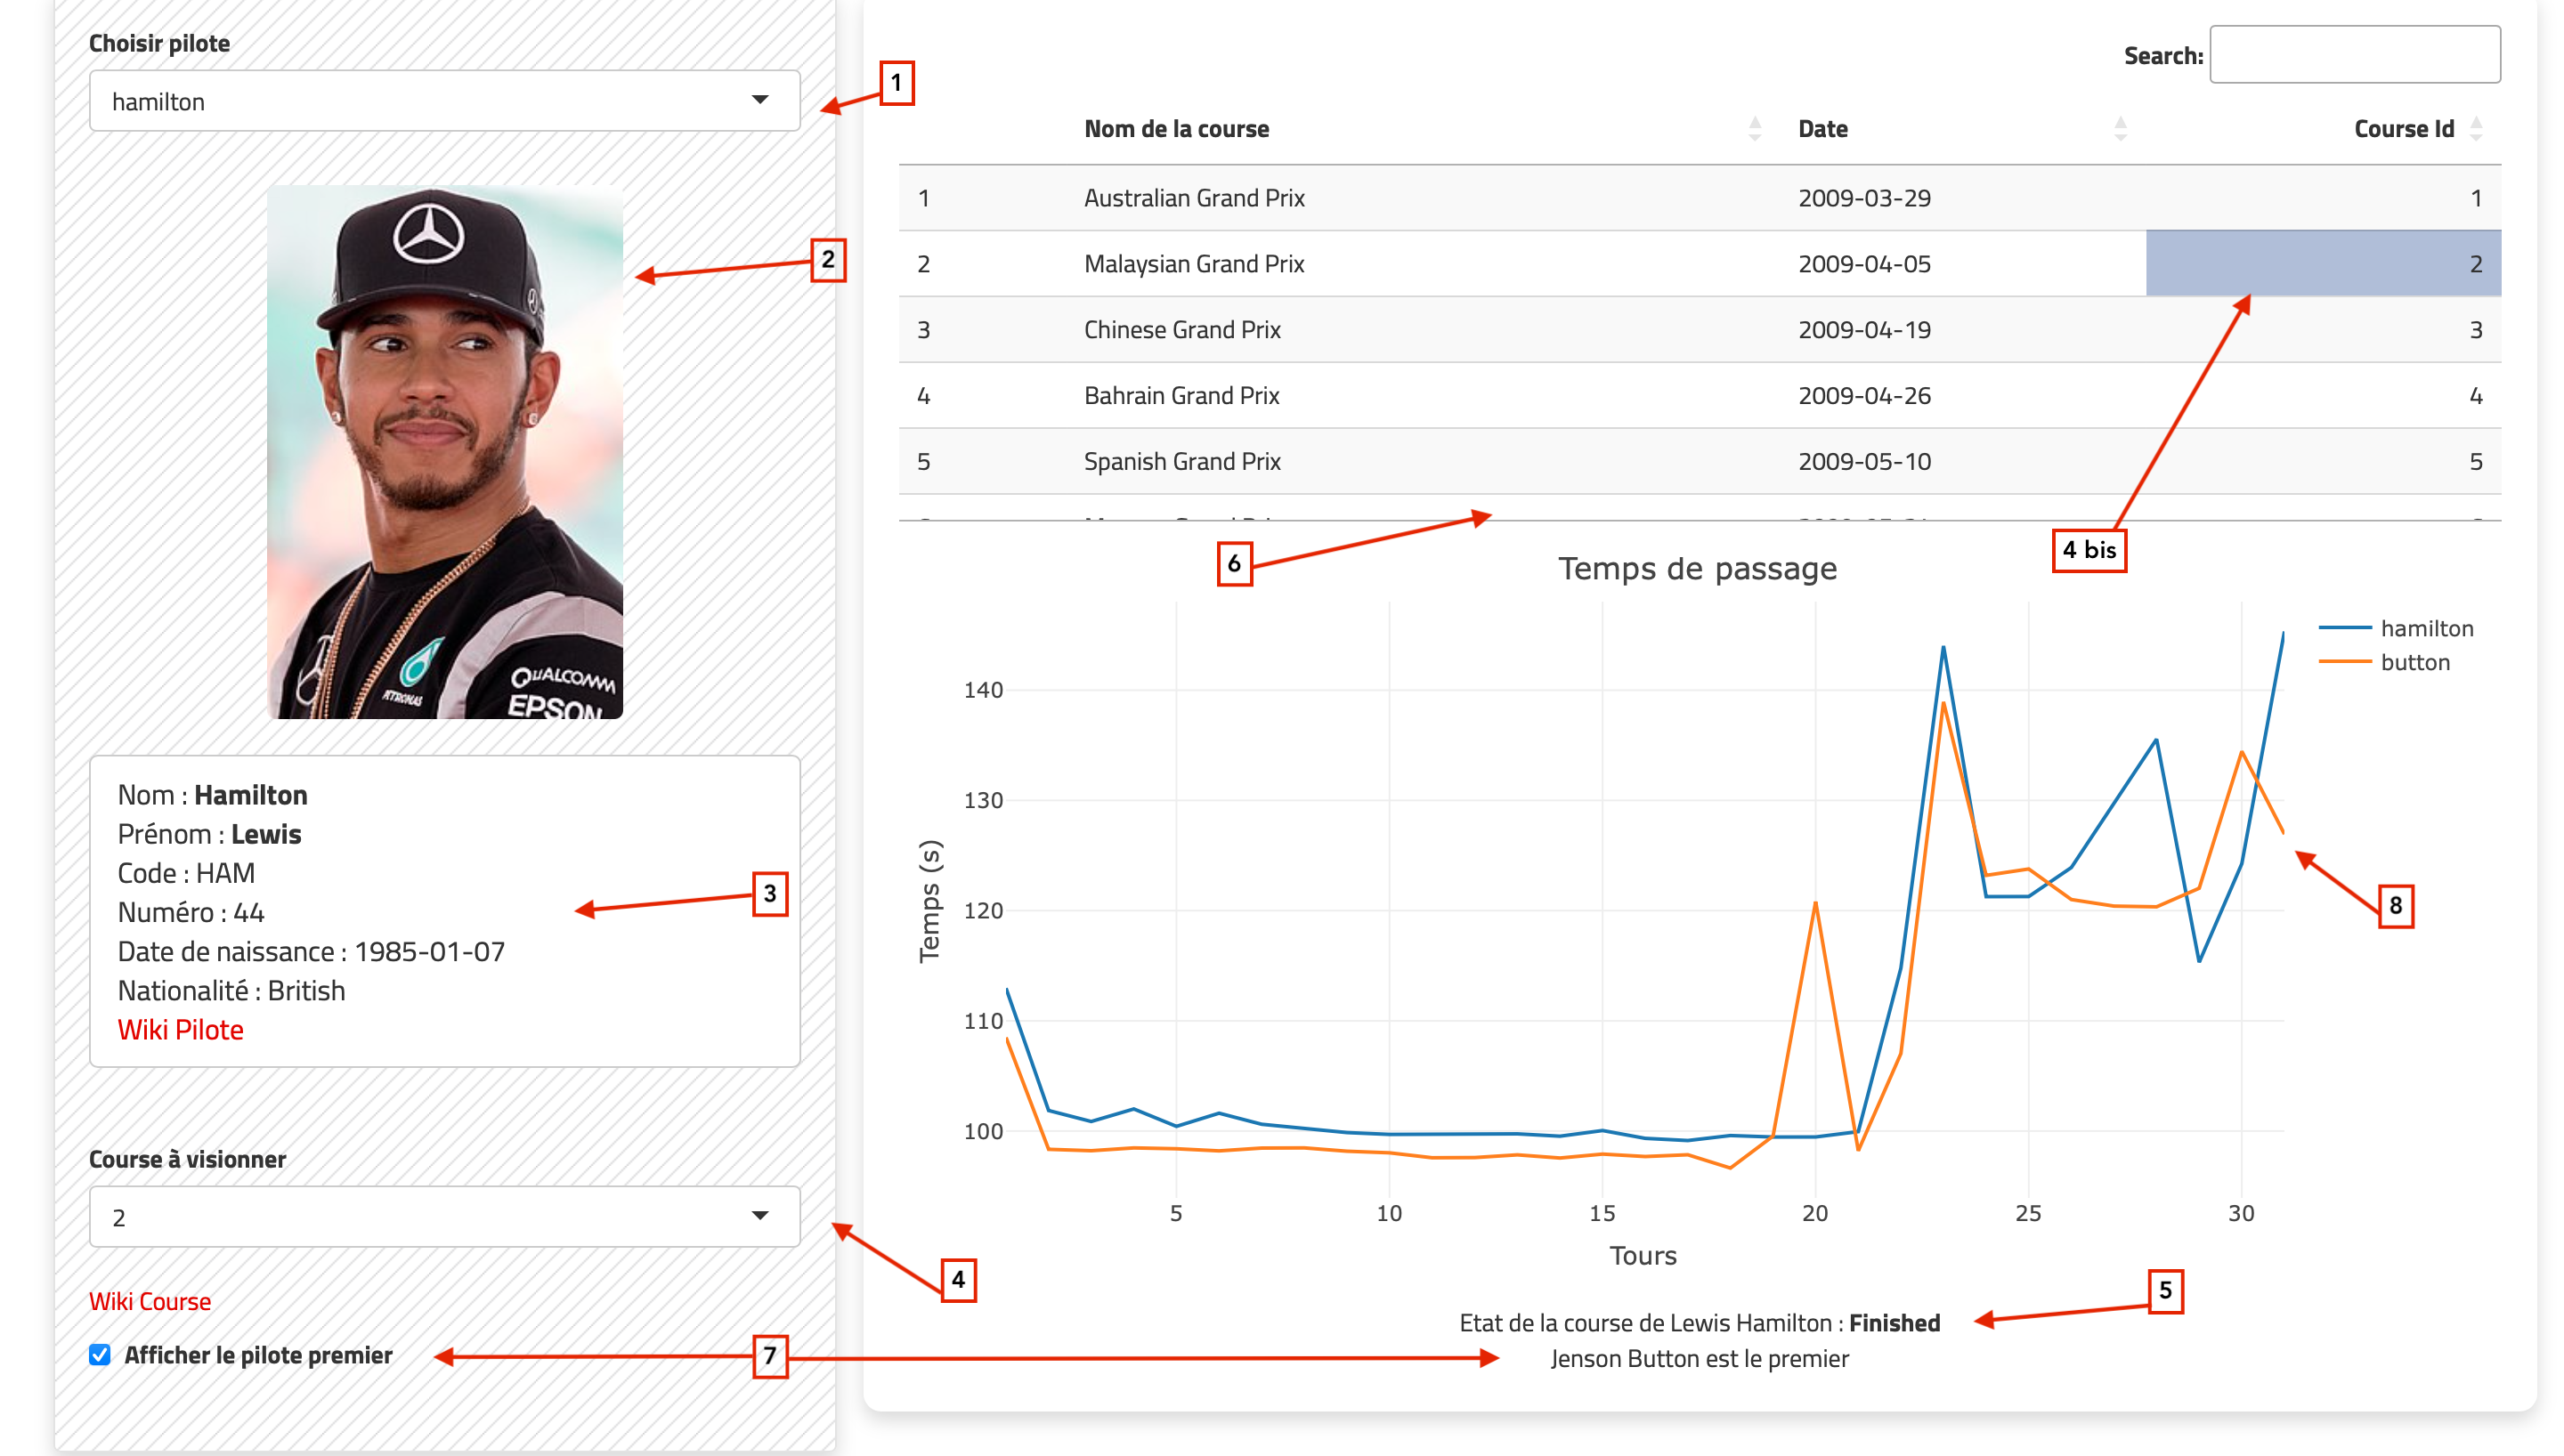 Choisir pilote
hamilton
1
2
QUALCOMM
EPSON
PETRONAS
Nom : Hamilton
Prénom : Lewis
Code : HAM
Numéro : 44
Date de naissance : 1985-01-07
Nationalité : British
Wiki Pilote
3
Course à visionner
2
4
Wiki Course
Afficher le pilote premier
7
Search:
Nom de la course Date Course Id
1 Australian Grand Prix 2009-03-29 1
2 Malaysian Grand Prix 2009-04-05 2
3 Chinese Grand Prix 2009-04-19 3
4 Bahrain Grand Prix 2009-04-26 4
5 Spanish Grand Prix 2009-05-10 5
6
4 bis
Temps de passage
hamilton
button
140
130
120
110
100
Temps (s)
8
5 10 15 20 25 30
Tours
5
Etat de la course de Lewis Hamilton : Finished
Jenson Button est le premier